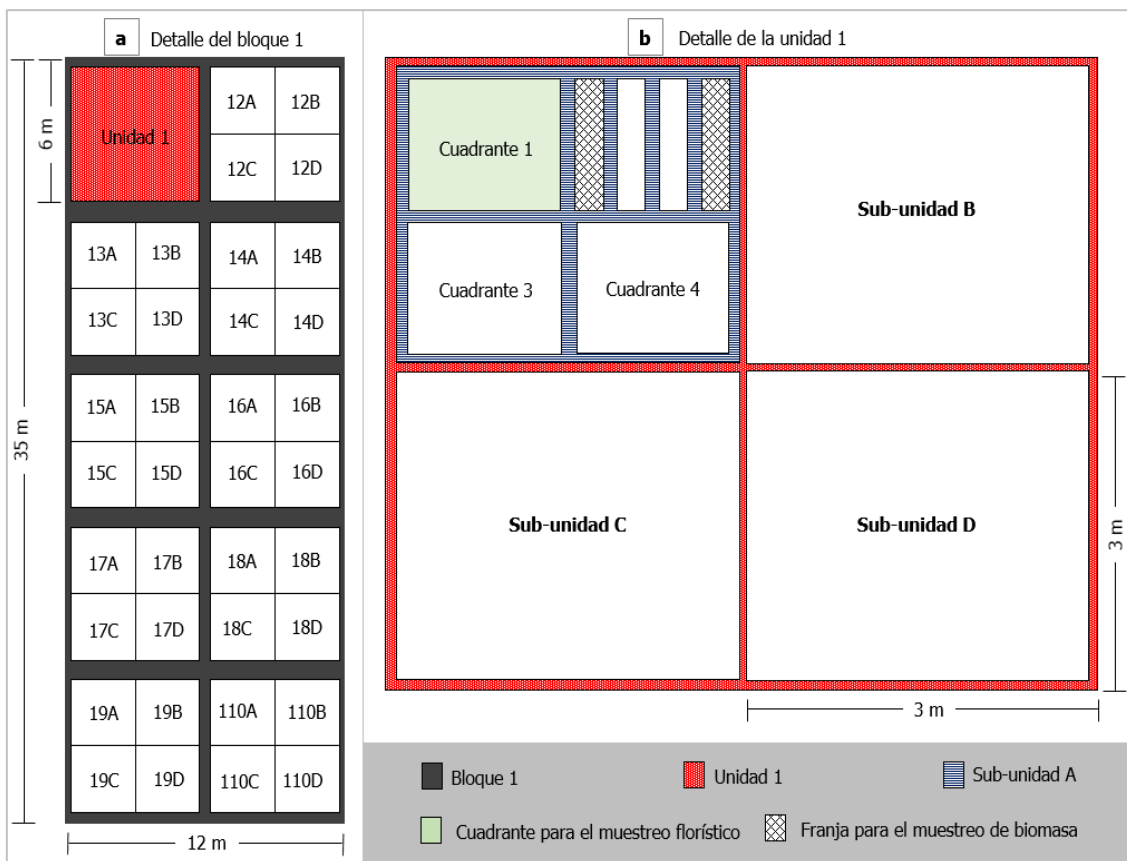 a Detalle del bloque 1
6 m
35 m
Unidad 1
12A 12B
12C 12D
13A 13B 14A 14B
13C 13D 14C 14D
15A 15B 16A 16B
15C 15D 16C 16D
17A 17B 18A 18B
17C 17D 18C 18D
19A 19B 110A 110B
19C 19D 110C 110D
12 m
b Detalle de la unidad 1
Cuadrante 1
Cuadrante 3 Cuadrante 4
Sub-unidad B
Sub-unidad C
Sub-unidad D
3 m
3 m
Bloque 1 Unidad 1 Sub-unidad A
Cuadrante para el muestreo florístico Franja para el muestreo de biomasa